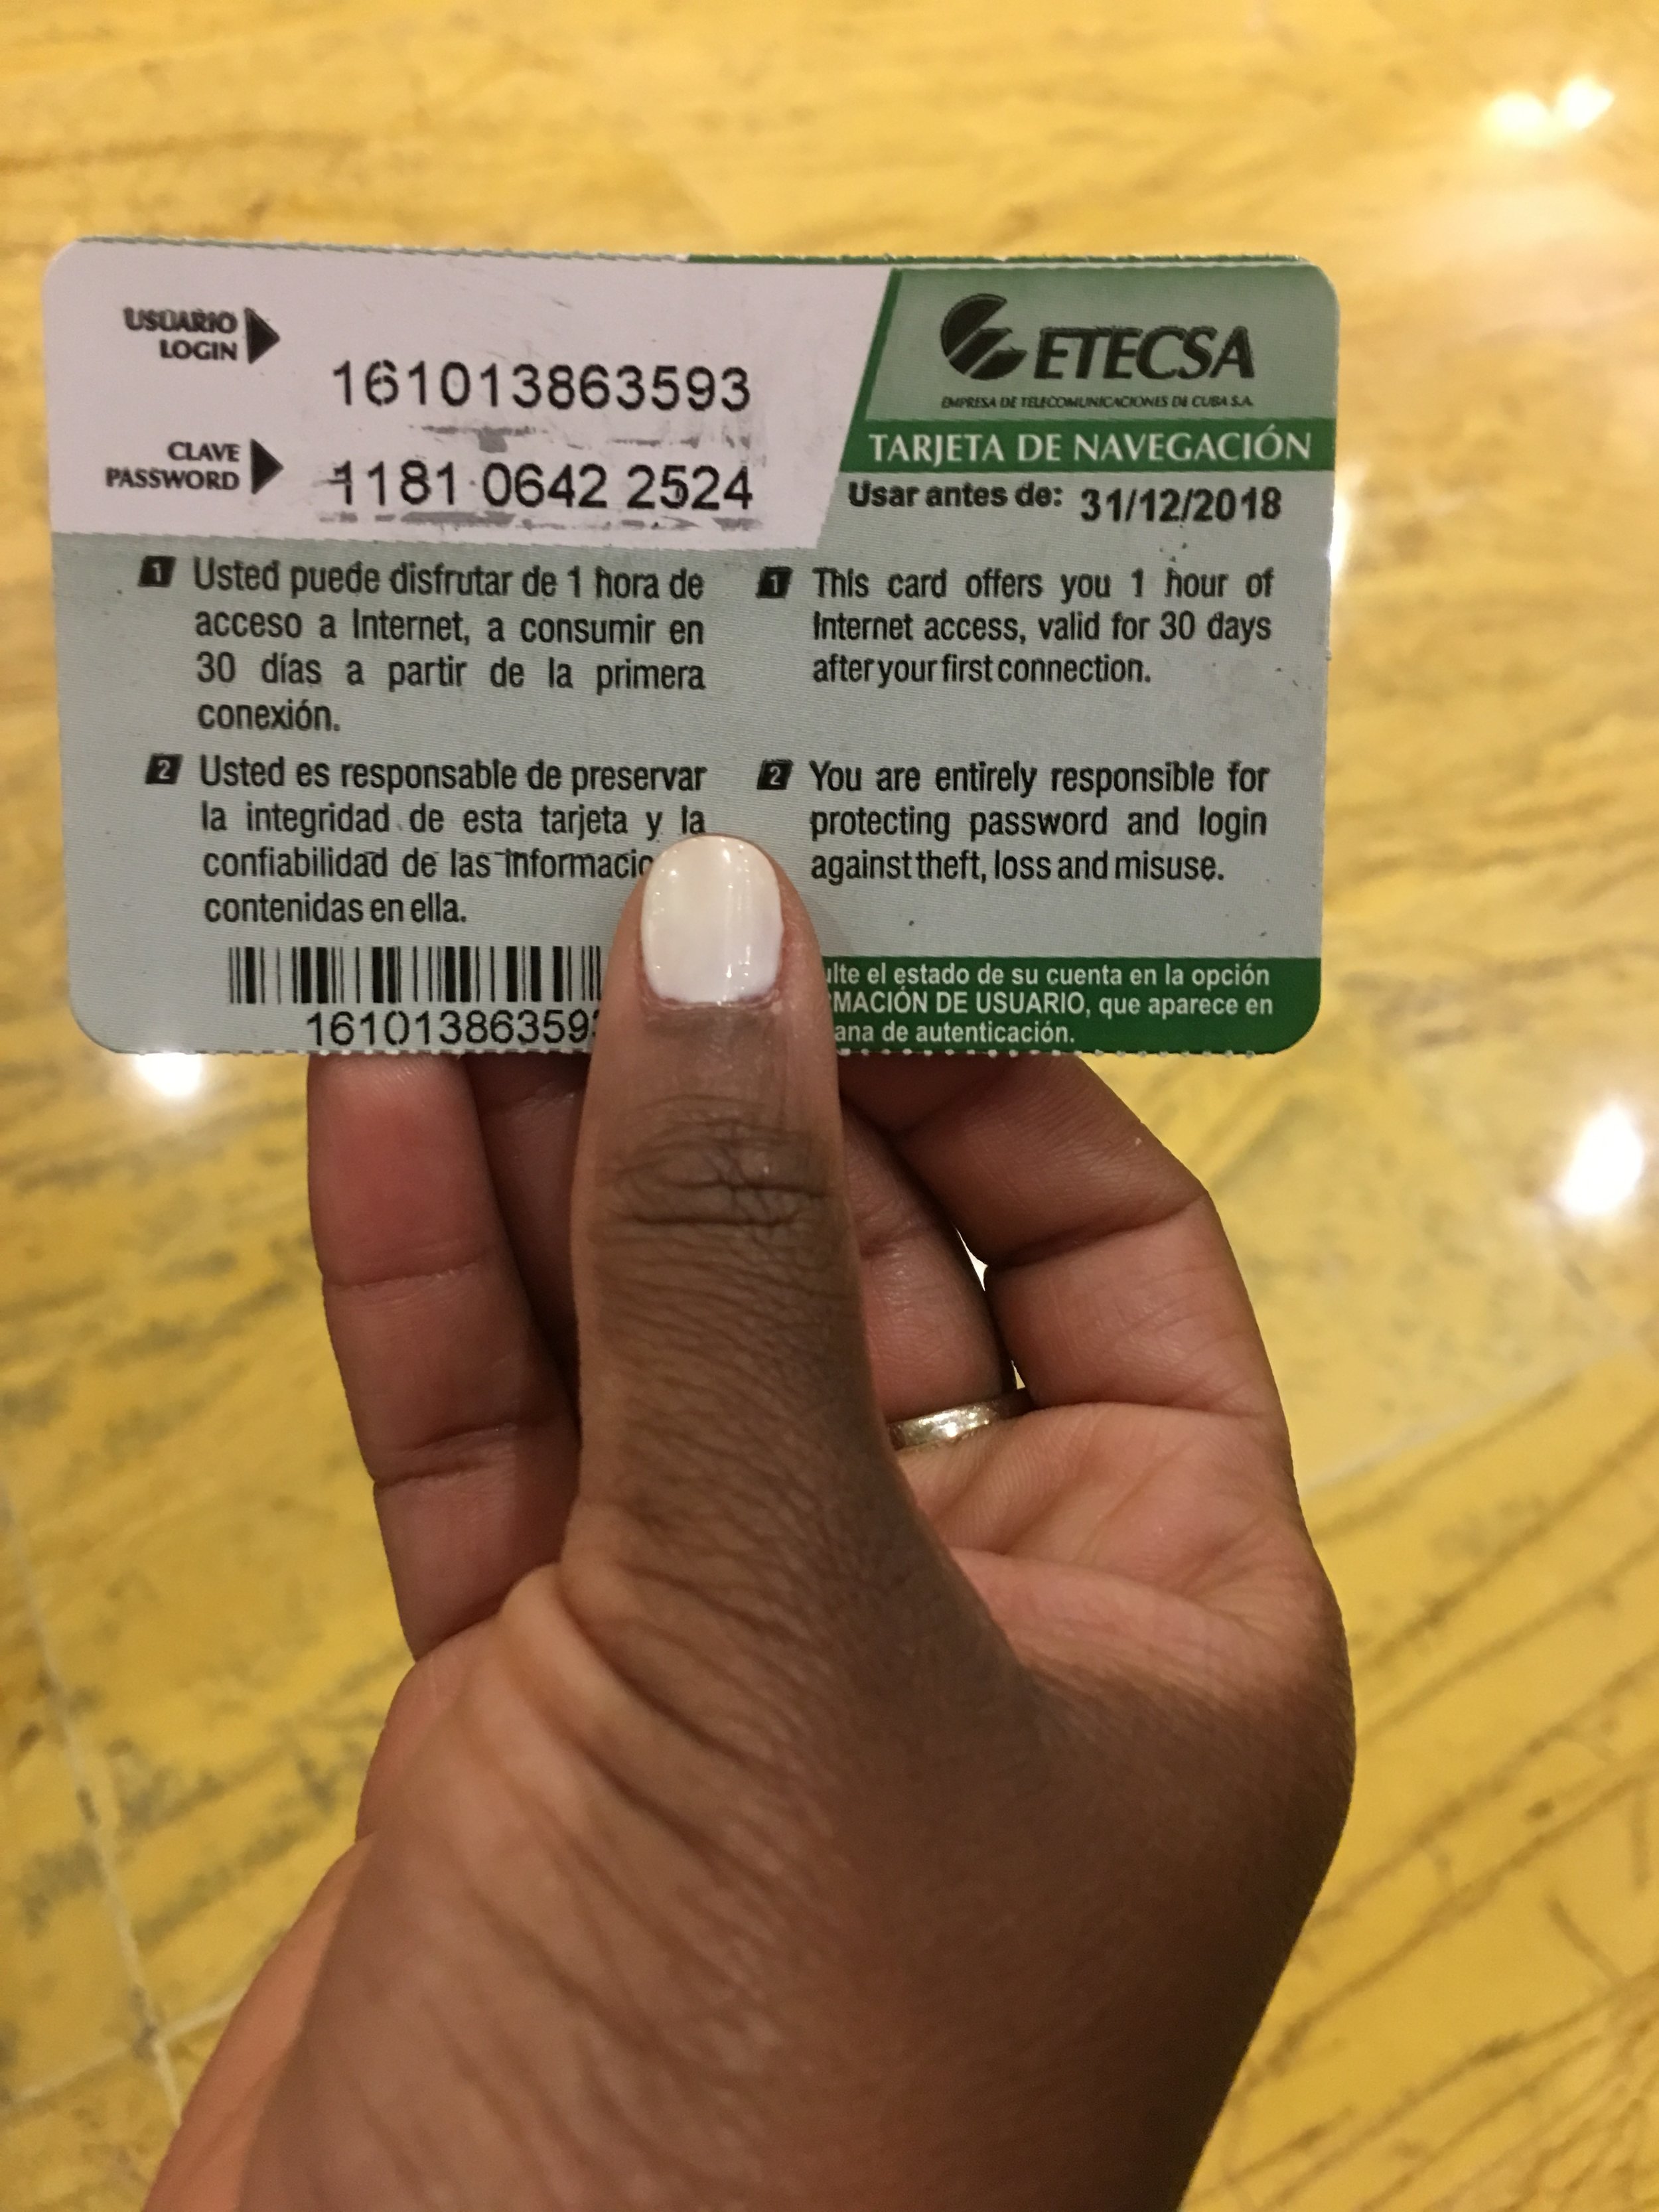 USUARIO
LOGIN
161013863593
CLAVE
PASSWORD
1181 0642 2524
ETECSA
EMPRESA DE TELECOMUNICACIONES DE CUBA S.A.
TARJETA DE NAVEGACIÓN
Usar antes de: 31/12/2018
1 Usted puede disfrutar de 1 hora de
acceso a Internet, a consumir en
30 días a partir de la primera
conexión.
2 Usted es responsable de preservar
la integridad de esta tarjeta y la
confiabilidad de las informacio
contenidas en ella.
1 This card offers you 1 hour of
Internet access, valid for 30 days
after your first connection.
2 You are entirely responsible for
protecting password and login
against theft, loss and misuse.
16101386359
ulte el estado de su cuenta en la opción
RMACIÓN DE USUARIO, que aparece en
ana de autenticación.